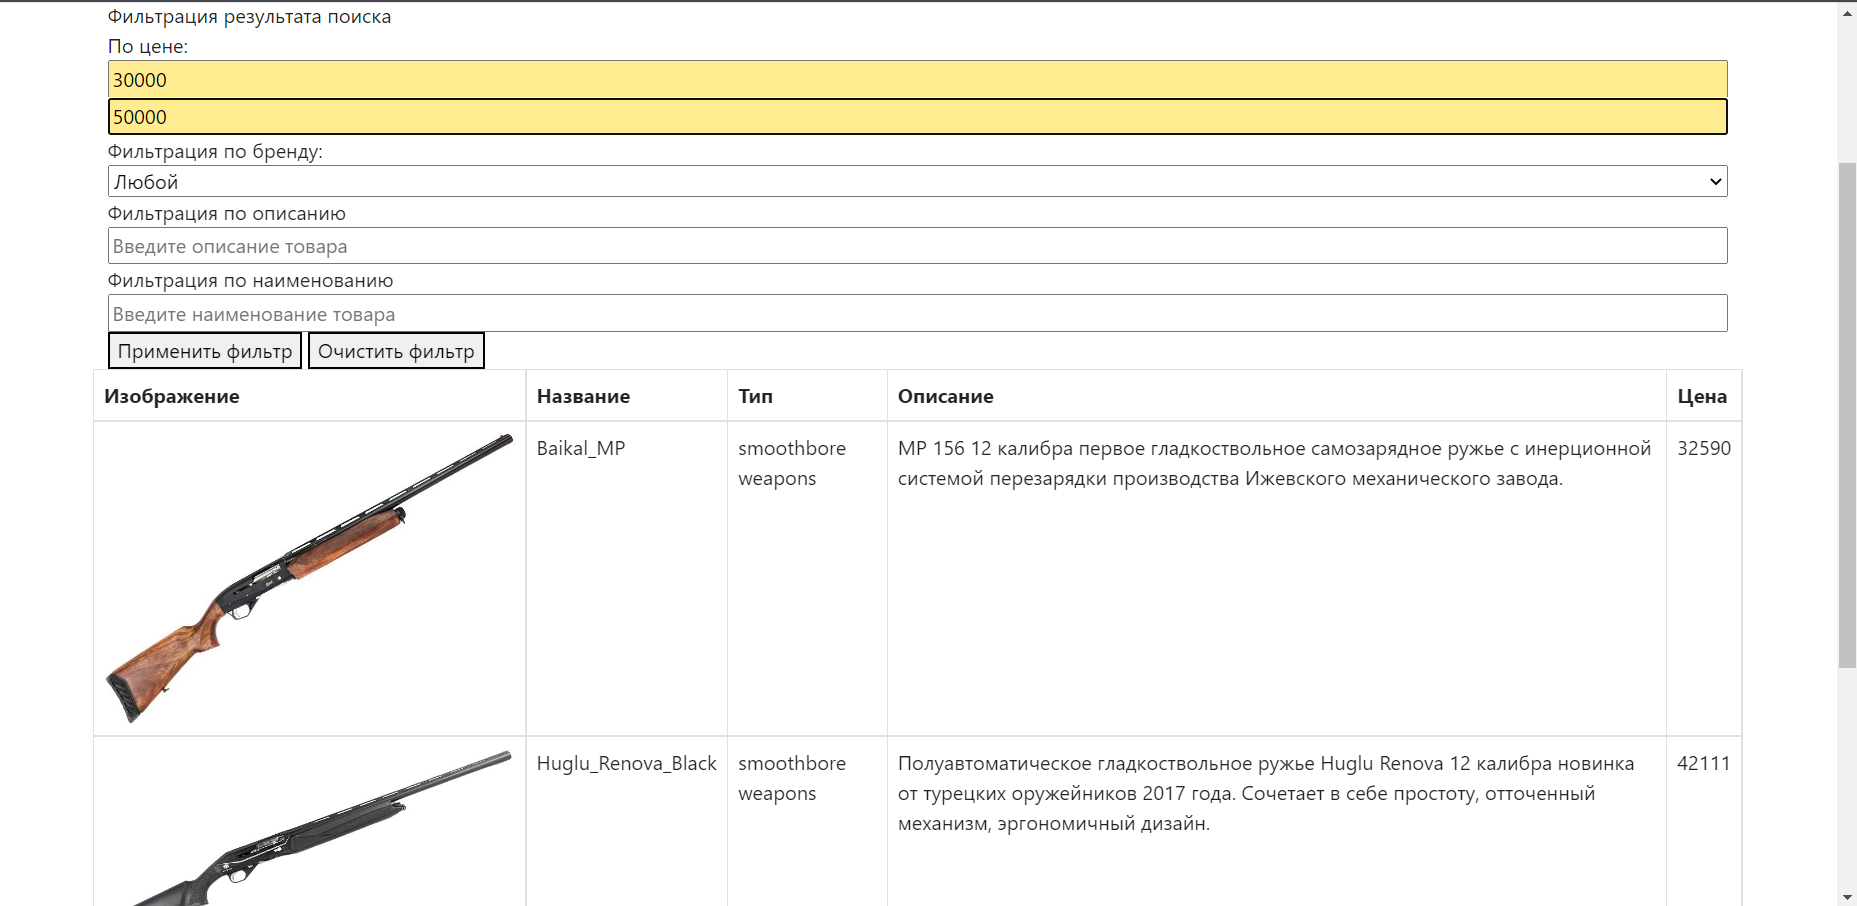 Фильтрация результата поиска
По цене:
30000
50000
Фильтрация по бренду:
Любой
Фильтрация по описанию
Введите описание товара
Фильтрация по наименованию
Введите наименование товара
Применить фильтр Очистить фильтр
Изображение Название Тип Описание Цена
Baikal_MP smoothbore МР 156 12 калибра первое гладкоствольное самозарядное ружье с инерционной 32590
weapons системой перезарядки производства Ижевского механического завода.
Huglu_Renova_Black smoothbore Полуавтоматическое гладкоствольное ружье Huglu Renova 12 калибра новинка 42111
weapons от турецких оружейников 2017 года. Сочетает в себе простоту, отточенный
механизм, эргономичный дизайн.